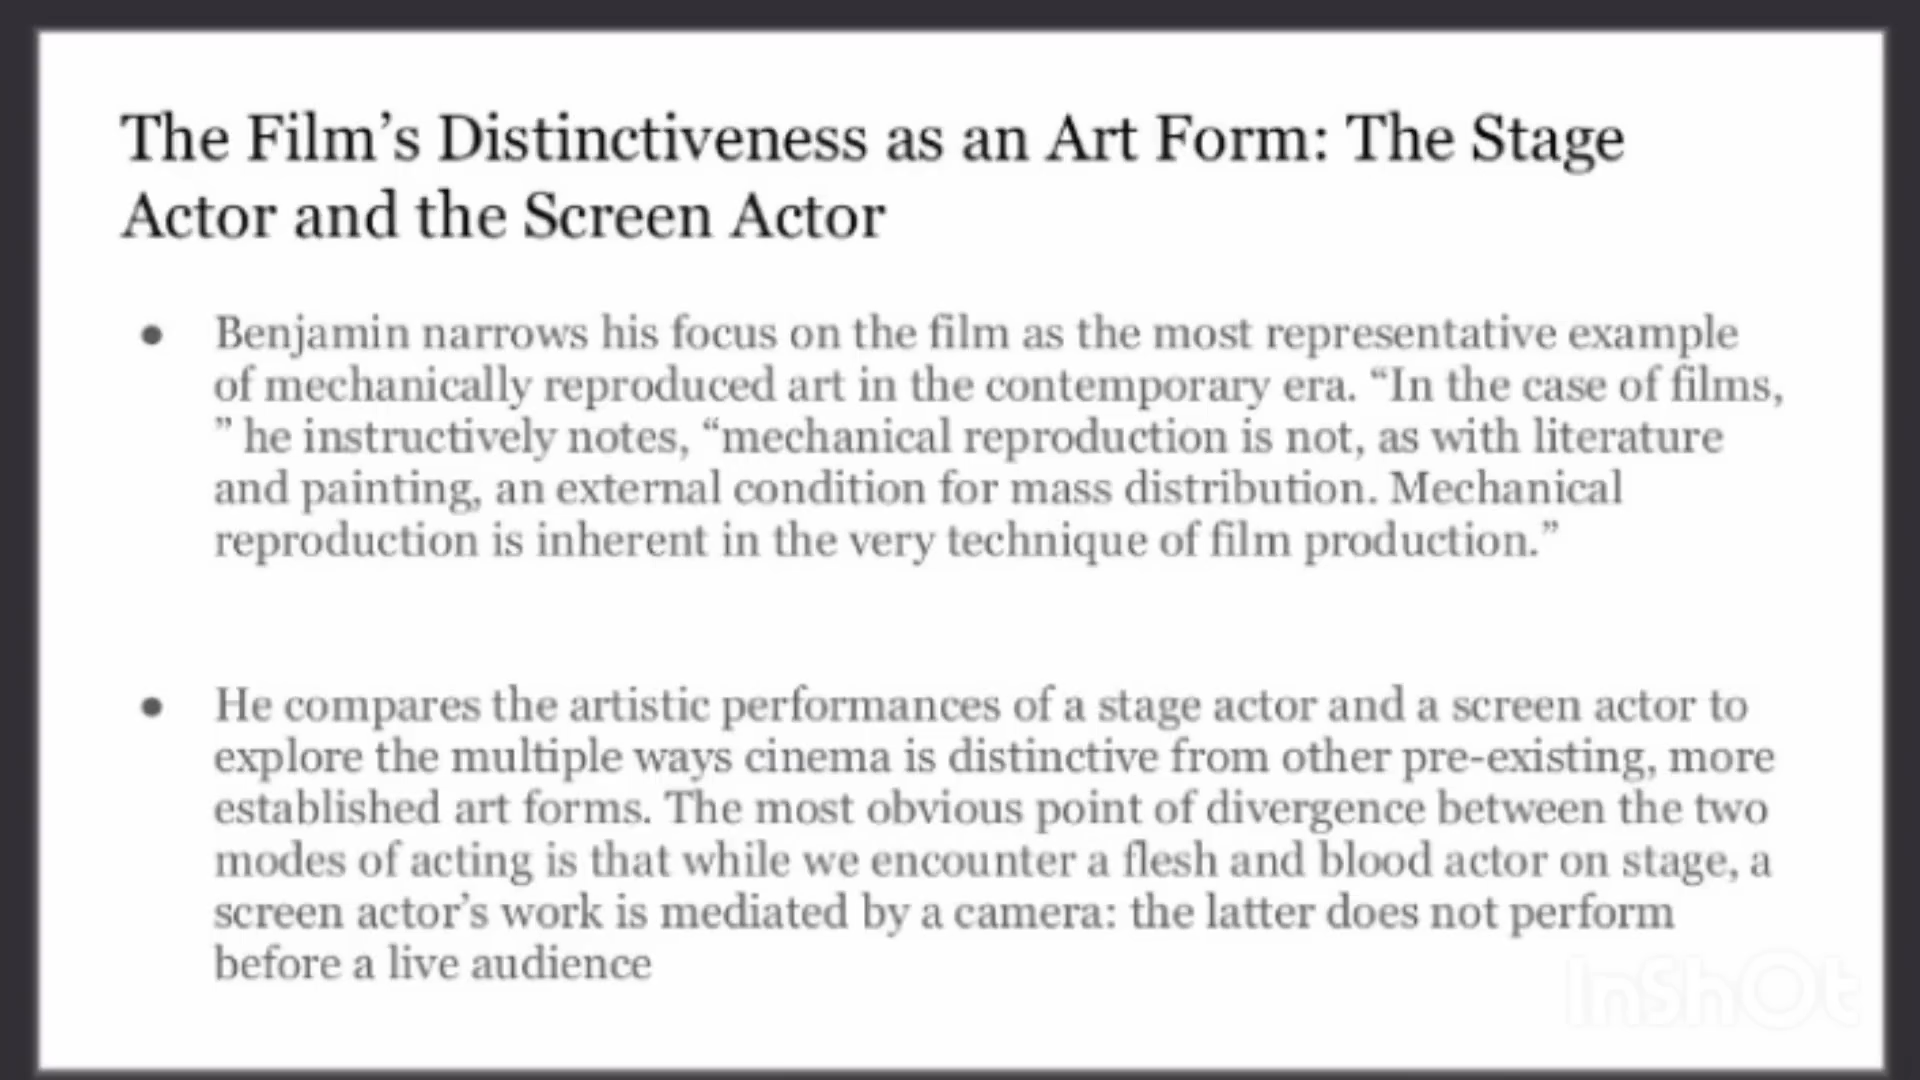 The Film’s Distinctiveness as an Art Form: The Stage
Actor and the Screen Actor
● Benjamin narrows his focus on the film as the most representative example
of mechanically reproduced art in the contemporary era. “In the case of films,
” he instructively notes, “mechanical reproduction is not, as with literature
and painting, an external condition for mass distribution. Mechanical
reproduction is inherent in the very technique of film production.”
● He compares the artistic performances of a stage actor and a screen actor to
explore the multiple ways cinema is distinctive from other pre-existing, more
established art forms. The most obvious point of divergence between the two
modes of acting is that while we encounter a flesh and blood actor on stage, a
screen actor’s work is mediated by a camera: the latter does not perform
before a live audience
InShOt